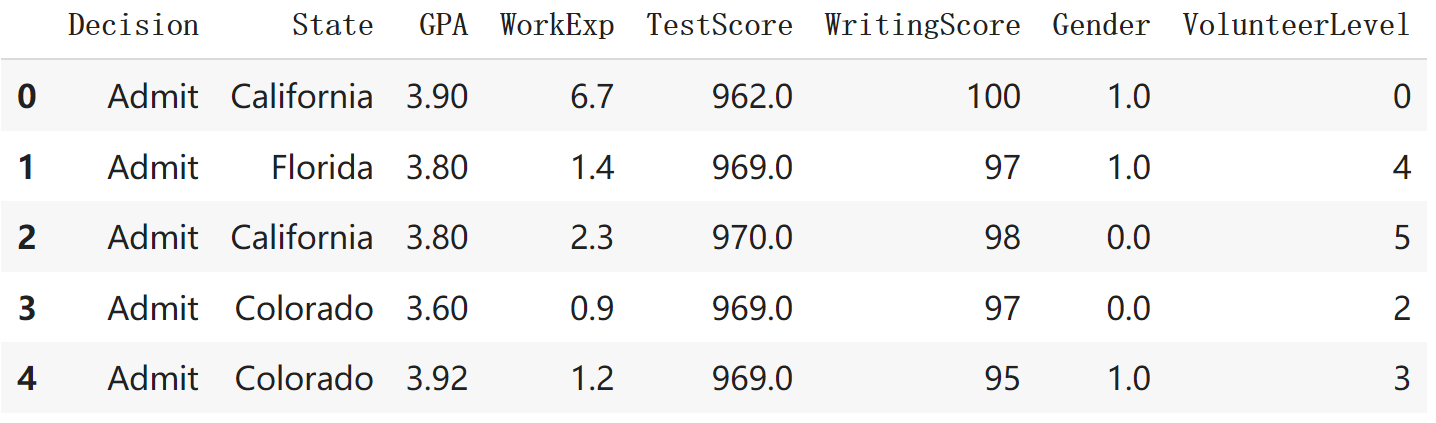 Decision State GPA WorkExp TestScore WritingScore Gender VolunteerLevel
0 Admit California 3.90 6.7 962.0 100 1.0 0
1 Admit Florida 3.80 1.4 969.0 97 1.0 4
2 Admit California 3.80 2.3 970.0 98 0.0 5
3 Admit Colorado 3.60 0.9 969.0 97 0.0 2
4 Admit Colorado 3.92 1.2 969.0 95 1.0 3